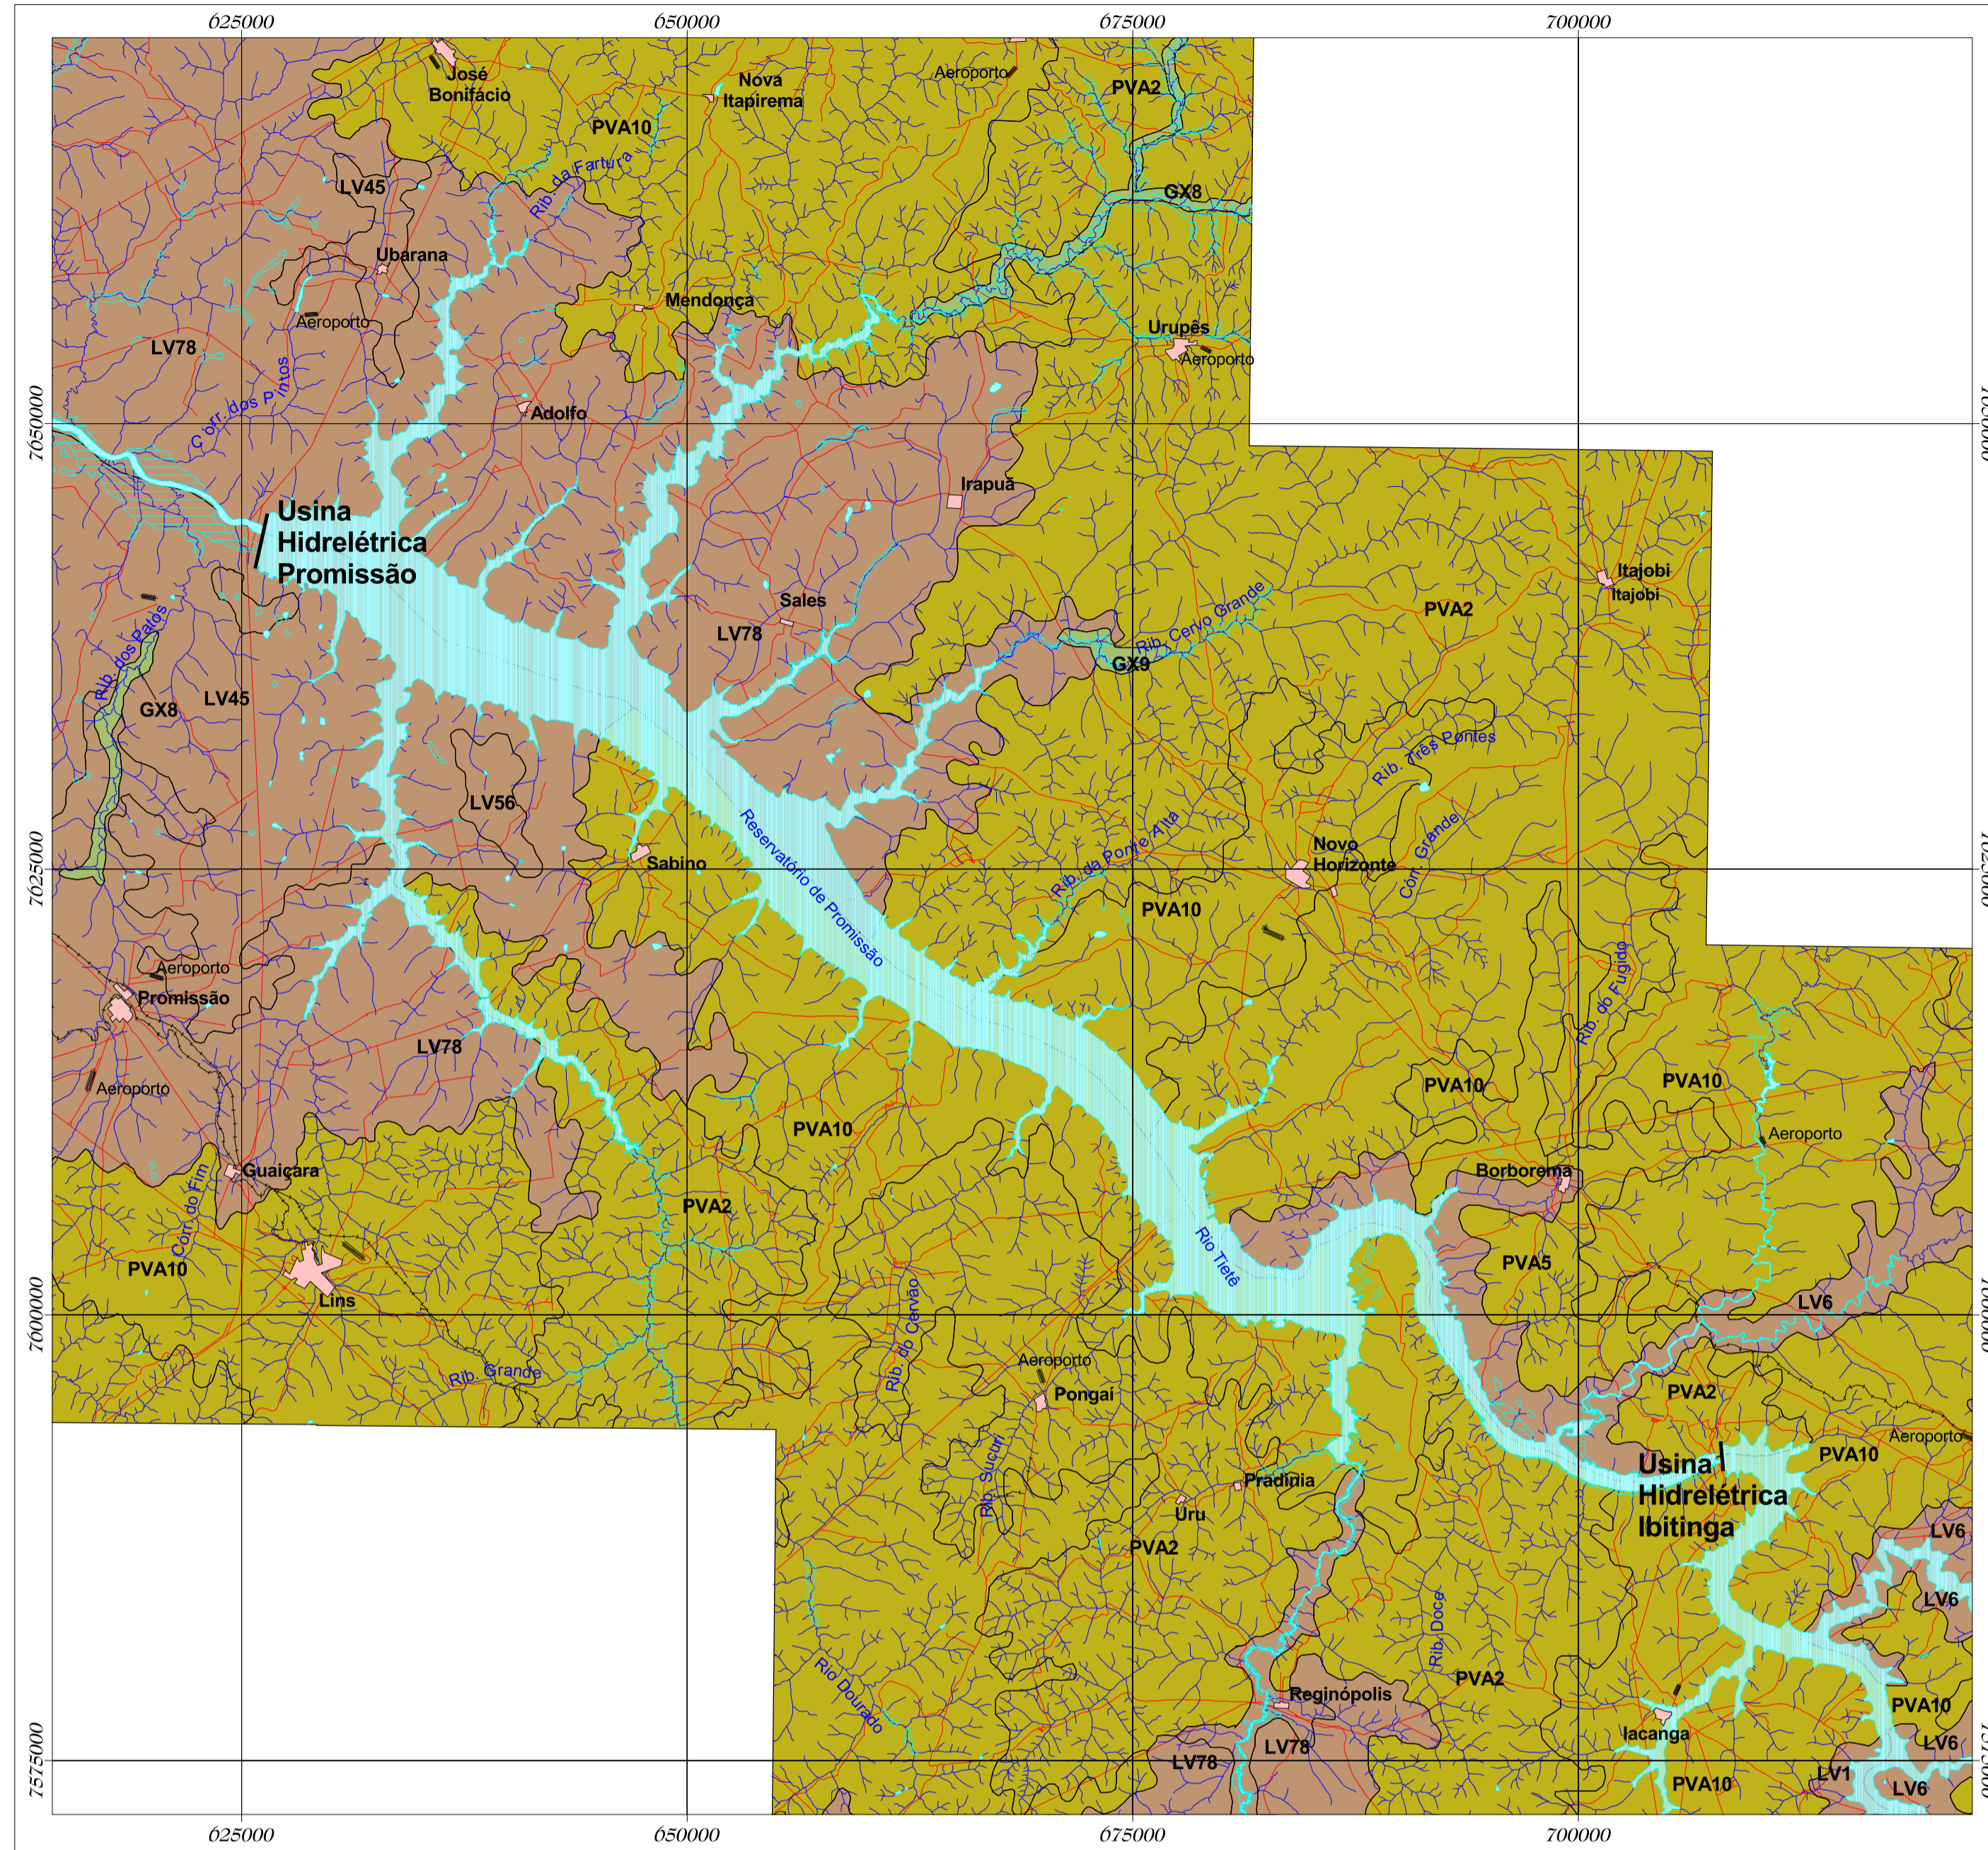 625000
650000
675000
700000
José
Bonifácio
Nova
Itapirema
Aeroporto
PVA2
PVA10
Rib. da Fartura
LV45
GX8
Ubarana
Mendonça
Aeroporto
Urupês
Aeroporto
LV78
Corr. dos Pintos
Adolfo
7650000
7650000
Irapuã
Usina
Hidrelétrica
Promissão
Itajobi
Itajobi
Sales
PVA2
LV78
Rib. Cervo Grande
GX9
Rib. dos Patos
LV45
GX8
Rib. Três Pontes
LV56
Reservatório de Promissão
Rib. da Ponte Alta
Córr. Grande
Novo
Horizonte
Sabino
7625000
7625000
PVA10
Rib. do Fugido
Aeroporto
Promissão
LV78
Aeroporto
PVA10
PVA10
PVA10
Aeroporto
Guaiçara
Borborema
Córr. do Fim
PVA2
PVA10
Rio Tietê
PVA5
Lins
LV6
7600000
7600000
Rib. do Cervão
Rib. Grande
Aeroporto
Pongaí
PVA2
Aeroporto
PVA10
Rib. Sucuri
Pradínia
Uru
Usina
Hidrelétrica
Ibitinga
PVA2
LV6
LV6
Rib. Doce
Rio Dourado
PVA2
Reginópolis
PVA10
Iacanga
LV78
LV78
LV6
7575000
7575000
LV1
PVA10
LV6
625000
650000
675000
700000